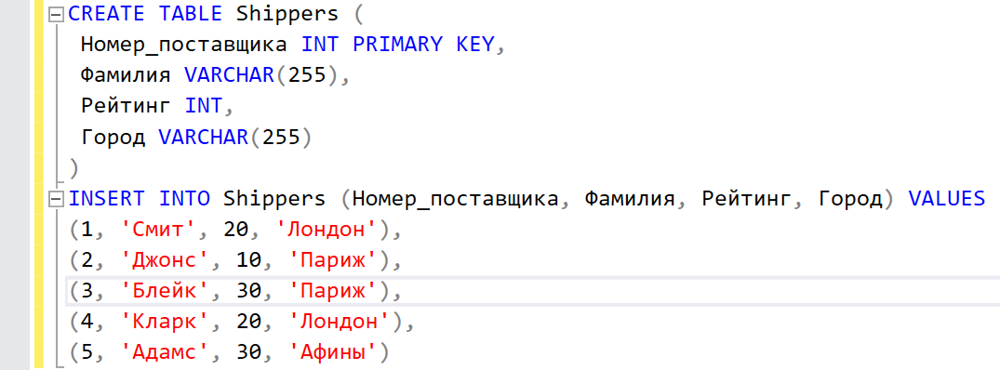 CREATE TABLE Shippers (
Номер_поставщика INT PRIMARY KEY,
Фамилия VARCHAR(255),
Рейтинг INT,
Город VARCHAR(255)
)
INSERT INTO Shippers (Номер_поставщика, Фамилия, Рейтинг, Город) VALUES
(1, 'Смит', 20, 'Лондон'),
(2, 'Джонс', 10, 'Париж'),
(3, 'Блейк', 30, 'Париж'),
(4, 'Кларк', 20, 'Лондон'),
(5, 'Адамс', 30, 'Афины')